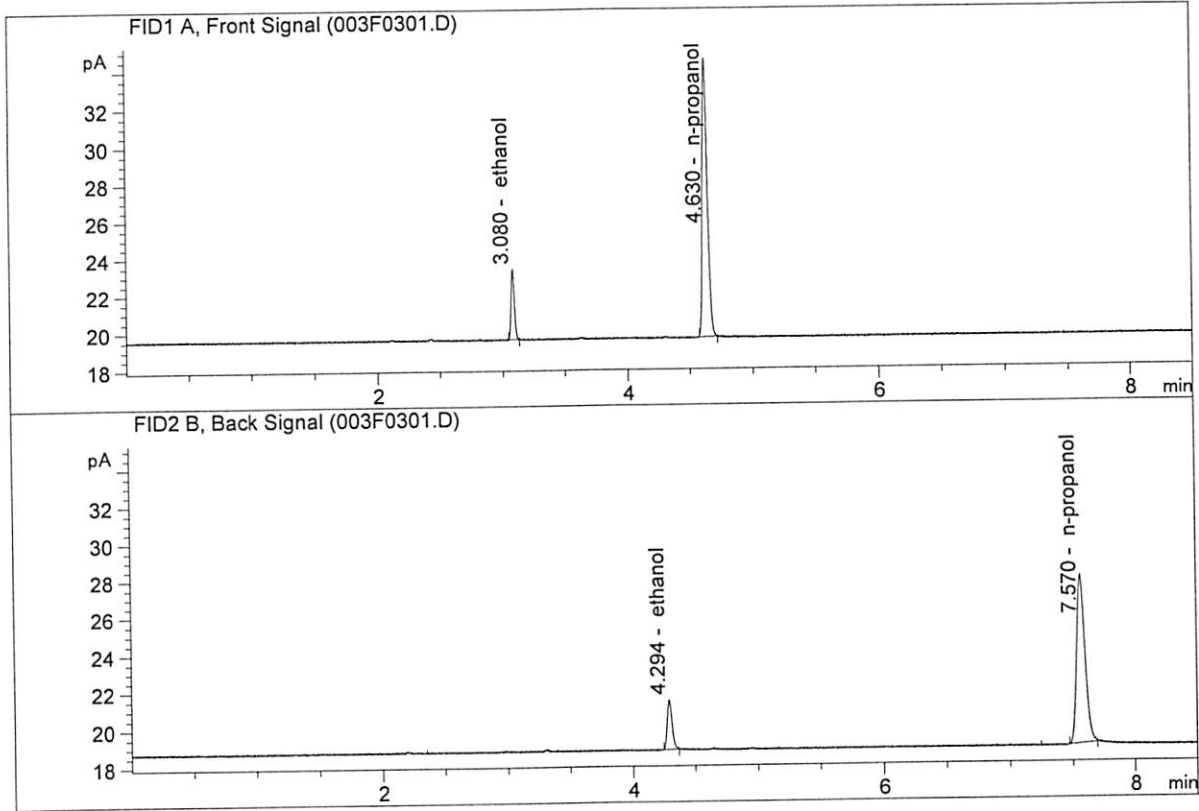 FID1 A, Front Signal (003F0301.D)
pA
32
30
28
26
24
22
20
18
3.080 - ethanol
4.630 - n-propanol
2
4
6
8
min
FID2 B, Back Signal (003F0301.D)
pA
32
30
28
26
24
22
20
18
4.294 - ethanol
7.570 - n-propanol
2
4
6
8
min